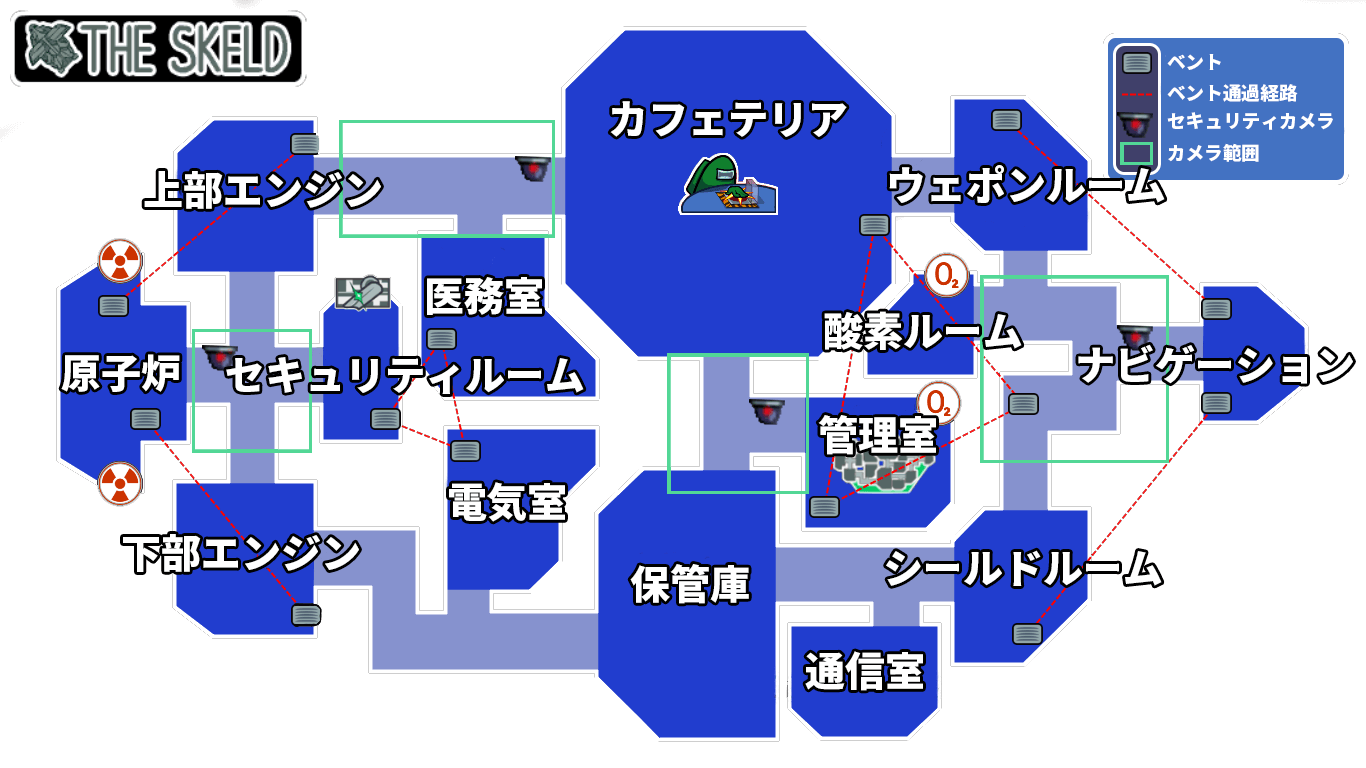 THE SKELD
ベント
ベント通過経路
セキュリティカメラ
カメラ範囲
カフェテリア
上部エンジン
ウェポンルーム
O₂
医務室
酸素ルーム
原子炉
セキュリティルーム
ナビゲーション
O₂
管理室
電気室
下部エンジン
保管庫
シールドルーム
通信室